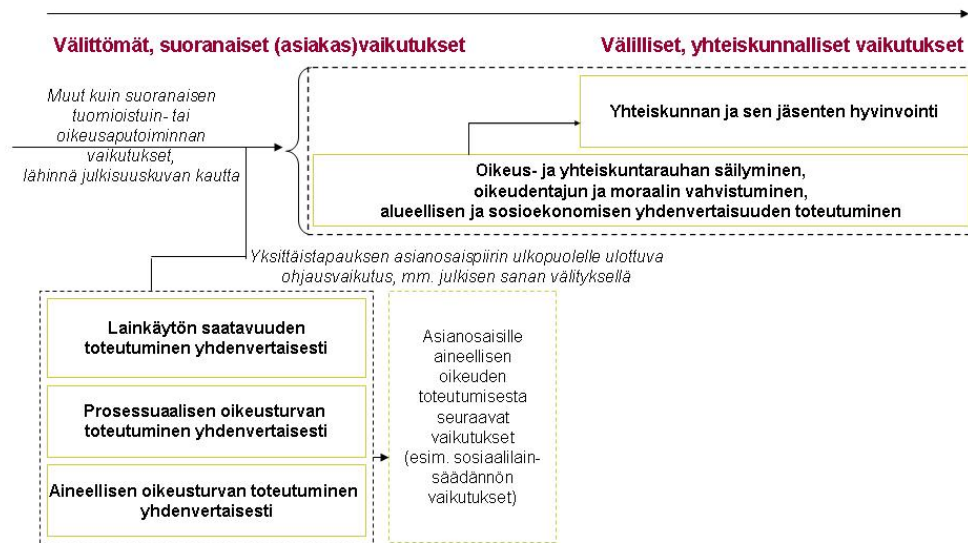 Välittömät, suoranaiset (asiakas)vaikutukset
Välilliset, yhteiskunnalliset vaikutukset
Muut kuin suoranaisen
tuomioistuin- tai
oikeusaputoiminnan
vaikutukset,
lähinnä julkisuuskuvan kautta
Yhteiskunnan ja sen jäsenten hyvinvointi
Oikeus- ja yhteiskuntarauhan säilyminen,
oikeudentajun ja moraalin vahvistuminen,
alueellisen ja sosioekonomisen yhdenvertaisuuden toteutuminen
Yksittäistapauksen asianosaispiirin ulkopuolelle ulottuva
ohjausvaikutus, mm. julkisen sanan välityksellä
Lainkäytön saatavuuden
toteutuminen yhdenvertaisesti
Prosessuaalisen oikeusturvan
toteutuminen yhdenvertaisesti
Aineellisen oikeusturvan toteutuminen
yhdenvertaisesti
Asianosaisille
aineellisen
oikeuden
toteutumisesta
seuraavat
vaikutukset
(esim. sosiaalilain-
säädännön
vaikutukset)